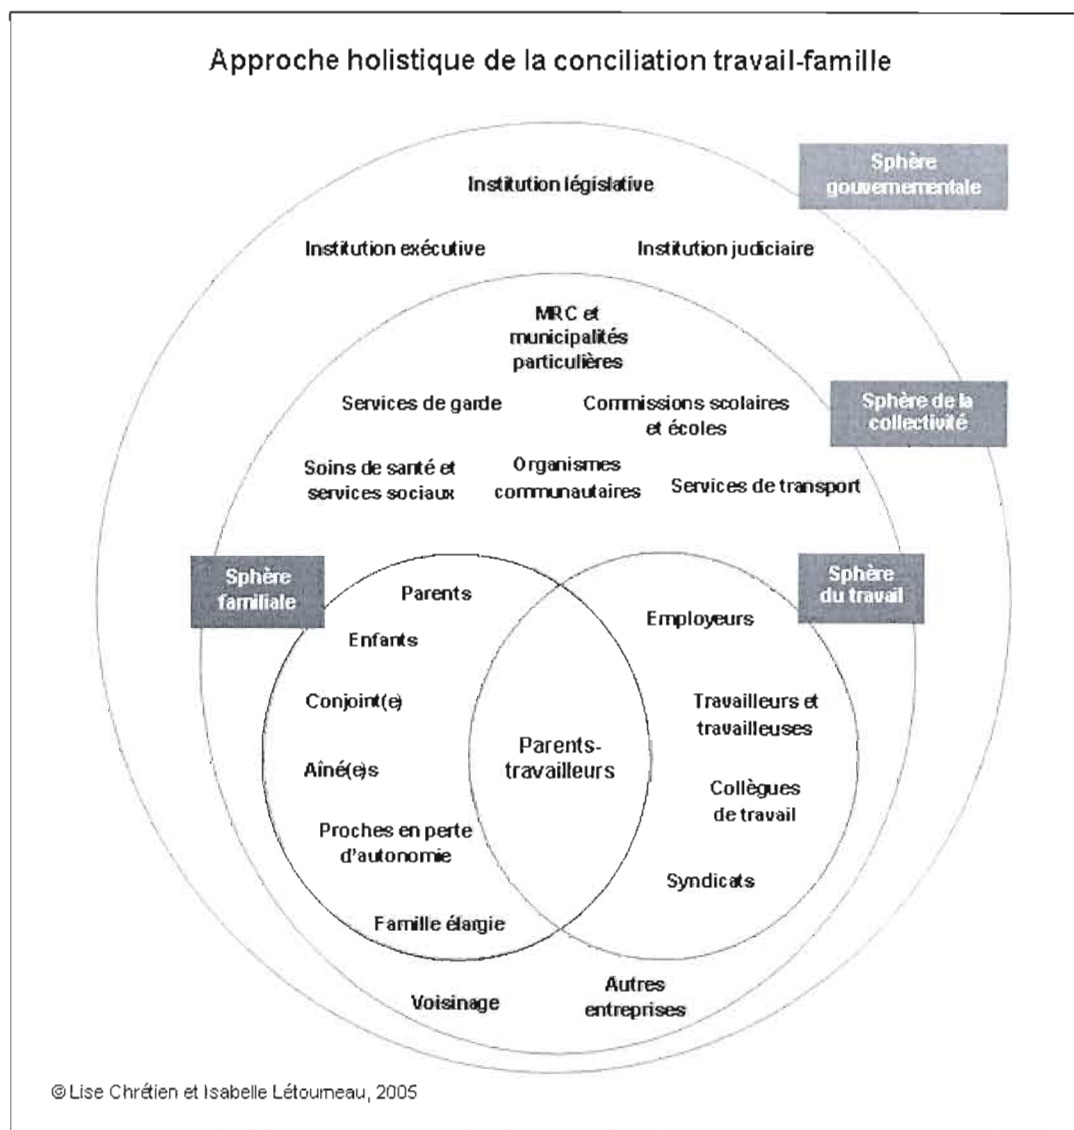 Approche holistique de la conciliation travail-famille
Sphère
gouvernementale
Institution législative
Institution exécutive
Institution judiciaire
MRC et
municipalités
particulières
Sphère de la
collectivité
Services de garde
Commissions scolaires
et écoles
Soins de santé et
services sociaux
Organismes
communautaires
Services de transport
Sphère
familiale
Sphère
du travail
Parents
Enfants
Conjoint(e)
Aîné(e)s
Proches en perte
d'autonomie
Famille élargie
Parents-
travailleurs
Employeurs
Travailleurs et
travailleuses
Collègues
de travail
Syndicats
Voisinage
Autres
entreprises
© Lise Chrétien et Isabelle Létourneau, 2005